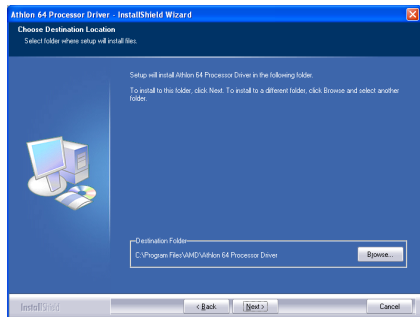 Athlon 64 Processor Driver - InstallShield Wizard
Choose Destination Location
Select folder where setup will install files.
Setup will install Athlon 64 Processor Driver in the following folder.
To install to this folder, click Next. To install to a different folder, click Browse and select another
folder.
Destination Folder
C:\Program Files\AMD\Athlon 64 Processor Driver
Browse...
InstallShield
< Back
Next >
Cancel